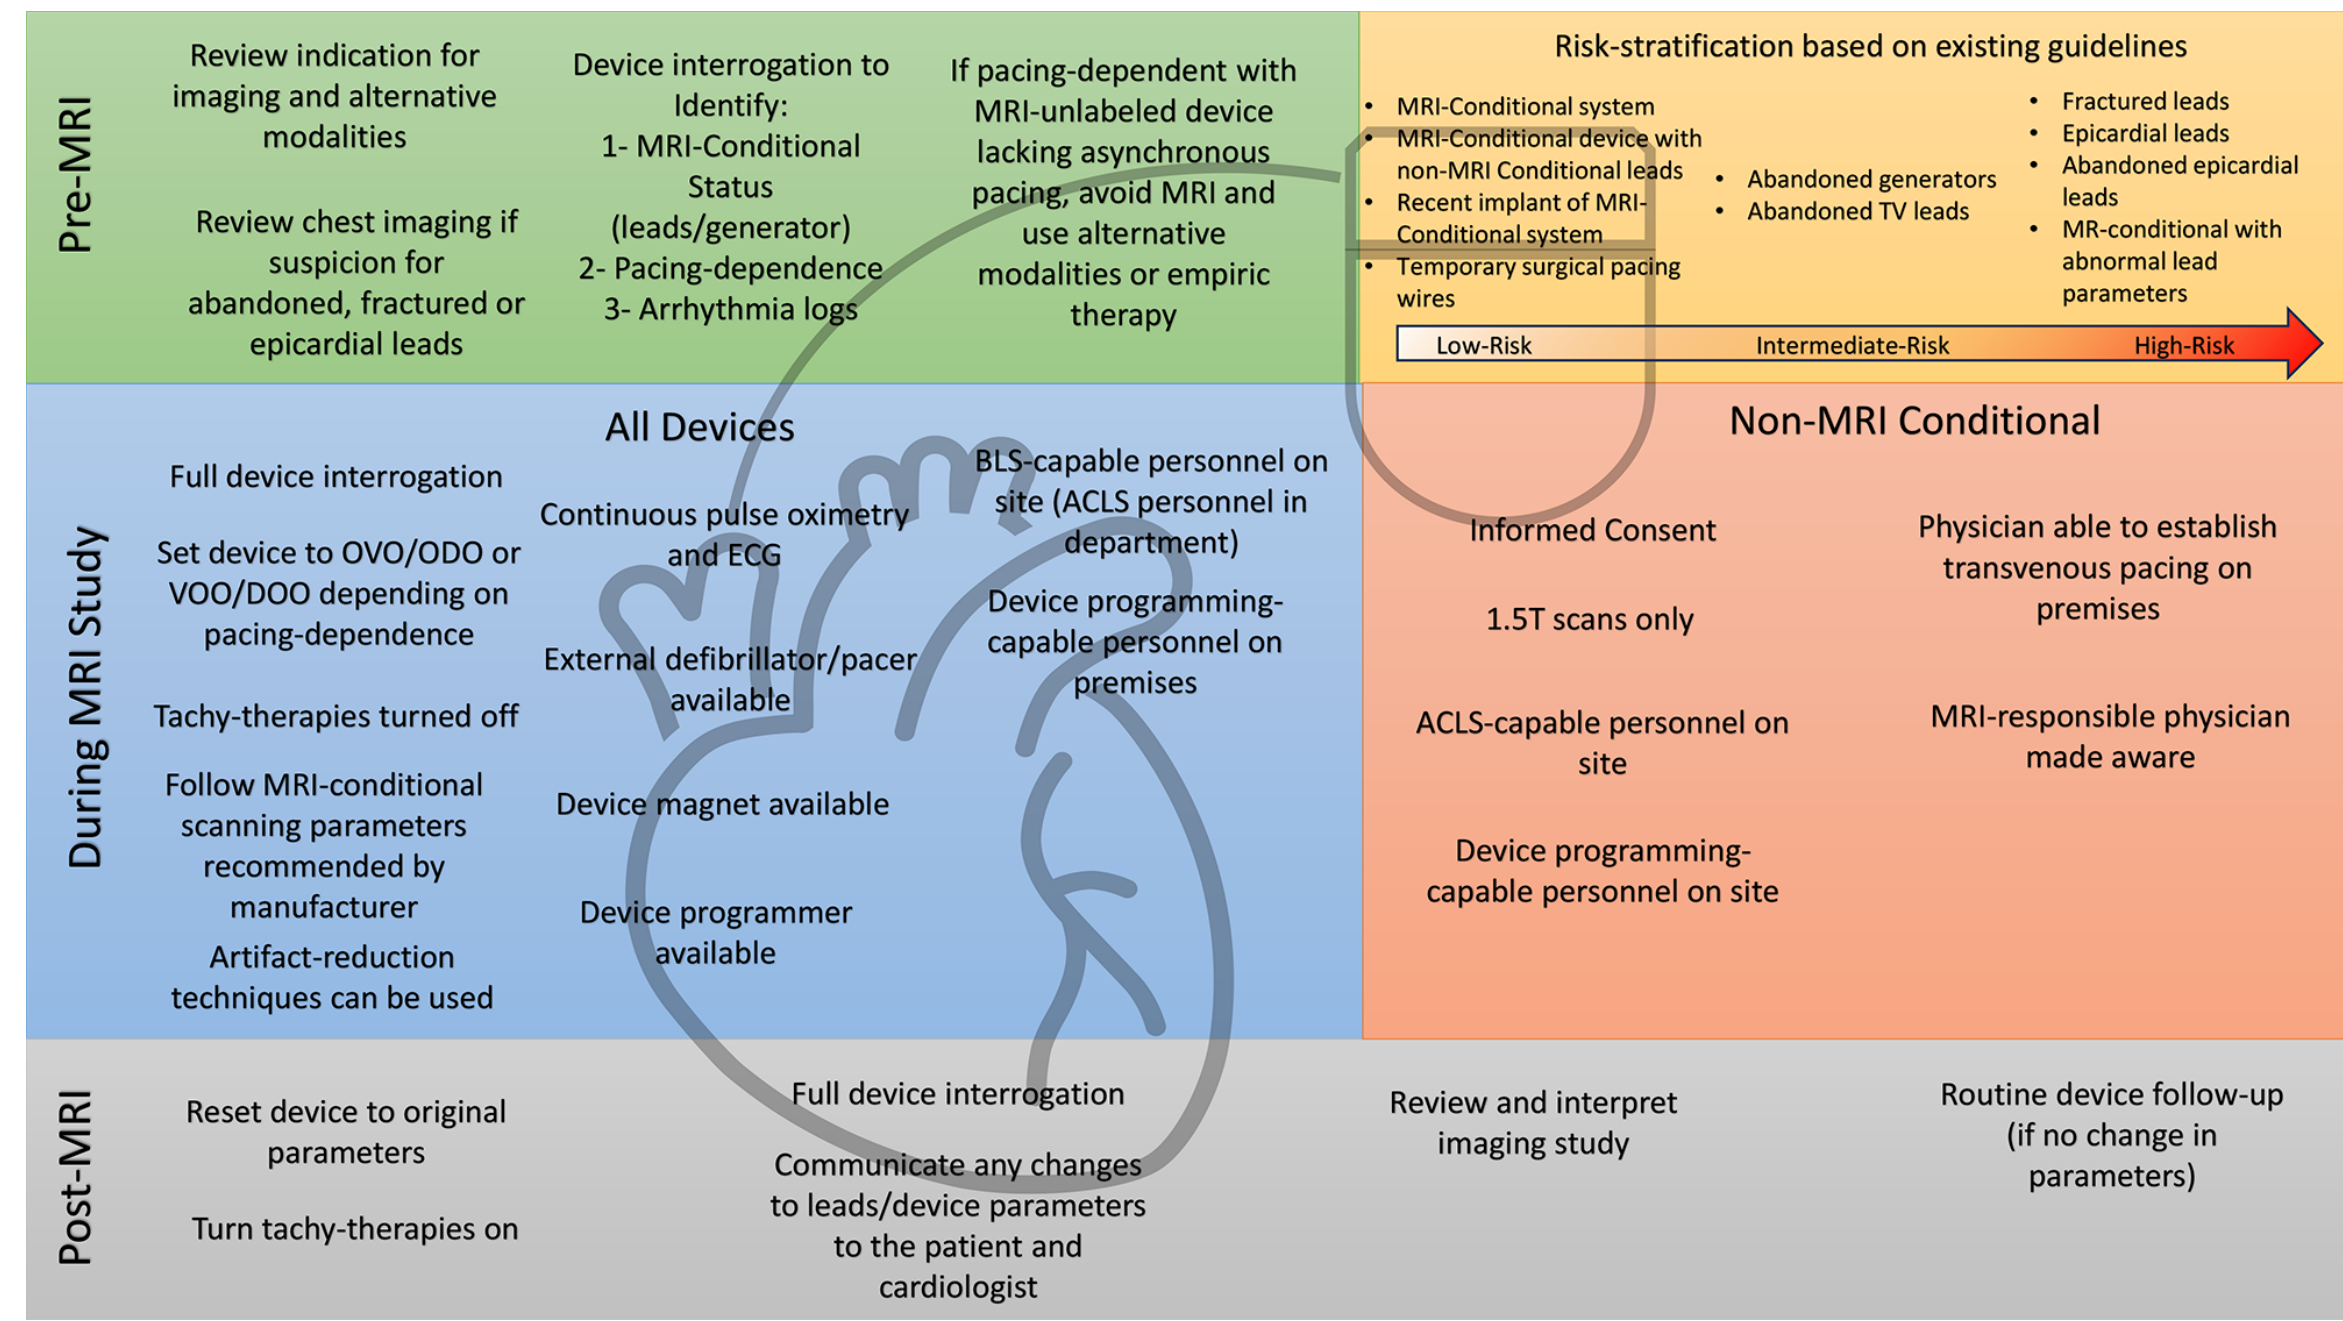 Pre-MRI
Review indication for
imaging and alternative
modalities
Review chest imaging if
suspicion for
abandoned, fractured or
epicardial leads
Device interrogation to
Identify:
1- MRI-Conditional
Status
(leads/generator)
2- Pacing-dependence
3- Arrhythmia logs
If pacing-dependent with
MRI-unlabeled device
lacking asynchronous
pacing, avoid MRI and
use alternative
modalities or empiric
therapy
Risk-stratification based on existing guidelines
• MRI-Conditional system
• MRI-Conditional device with
non-MRI Conditional leads
• Recent implant of MRI-
Conditional system
• Temporary surgical pacing
wires
• Abandoned generators
• Abandoned TV leads
• Fractured leads
• Epicardial leads
• Abandoned epicardial
leads
• MR-conditional with
abnormal lead
parameters
Low-Risk
Intermediate-Risk
High-Risk
During MRI Study
All Devices
Full device interrogation
Set device to OVO/ODO or
VOO/DOO depending on
pacing-dependence
Tachy-therapies turned off
Follow MRI-conditional
scanning parameters
recommended by
manufacturer
Artifact-reduction
techniques can be used
Continuous pulse oximetry
and ECG
External defibrillator/pacer
available
Device magnet available
Device programmer
available
BLS-capable personnel on
site (ACLS personnel in
department)
Device programming-
capable personnel on
premises
Non-MRI Conditional
Informed Consent
1.5T scans only
ACLS-capable personnel on
site
Device programming-
capable personnel on site
Physician able to establish
transvenous pacing on
premises
MRI-responsible physician
made aware
Post-MRI
Reset device to original
parameters
Turn tachy-therapies on
Full device interrogation
Communicate any changes
to leads/device parameters
to the patient and
cardiologist
Review and interpret
imaging study
Routine device follow-up
(if no change in
parameters)